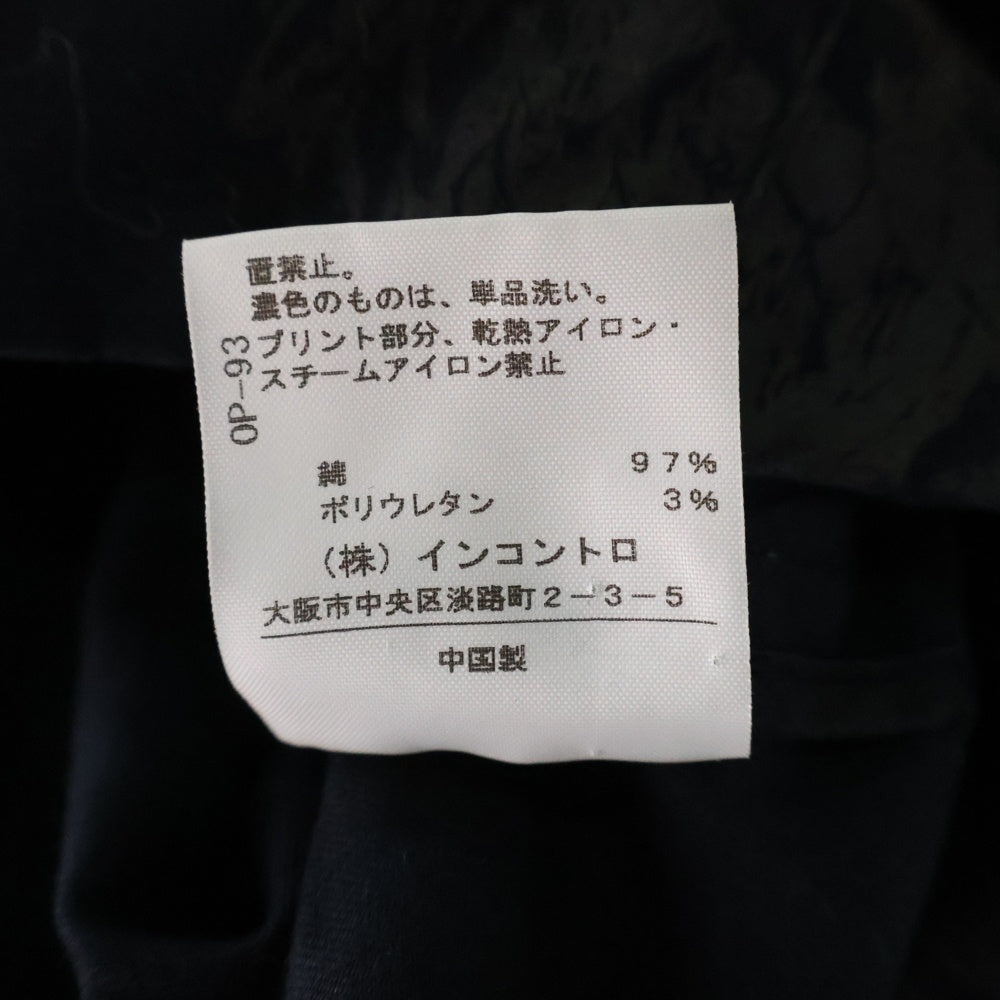 置禁止。
濃色のものは、単品洗い。
プリント部分、乾熱アイロン・
スチームアイロン禁止
OP-93
綿 97%
ポリウレタン 3%
(株)インコントロ
大阪市中央区淡路町2-3-5
中国製